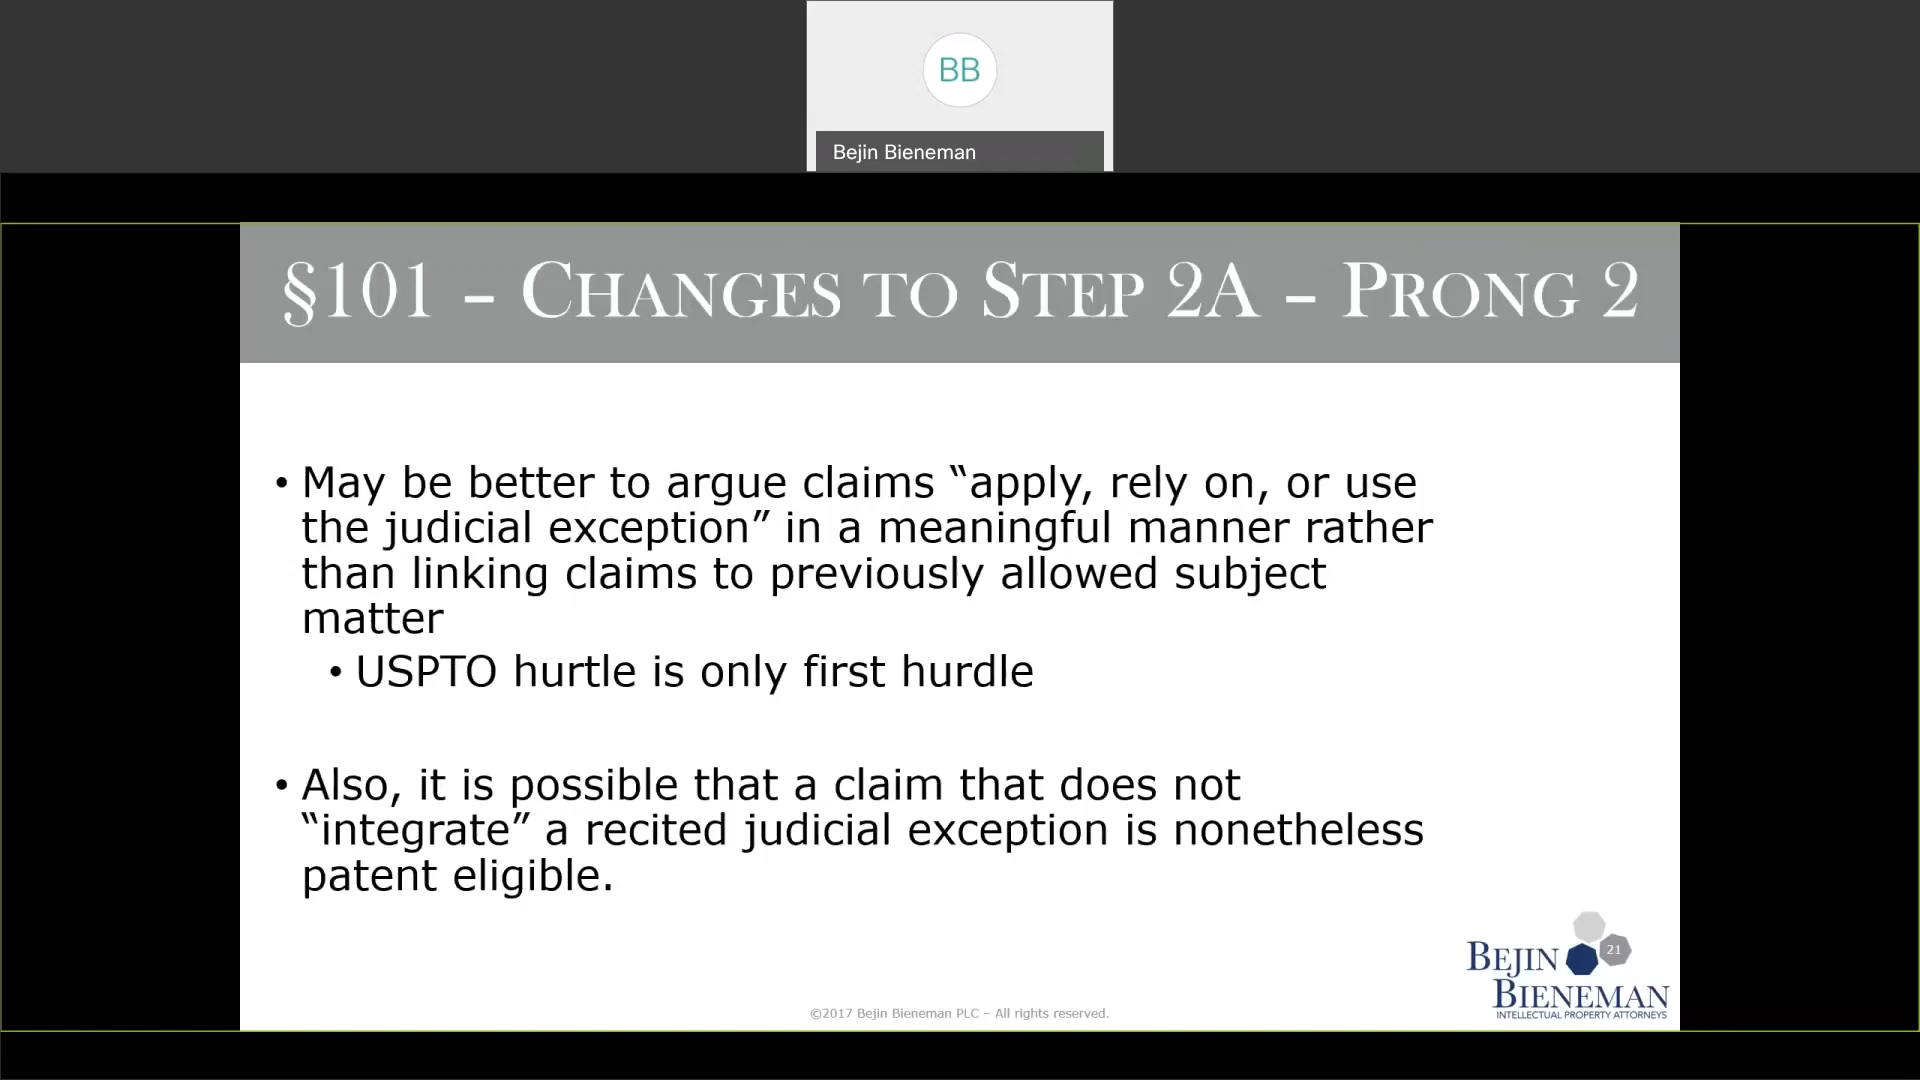 BB
Bejin Bieneman
§101 – Changes to Step 2A – Prong 2
• May be better to argue claims “apply, rely on, or use
the judicial exception” in a meaningful manner rather
than linking claims to previously allowed subject
matter
• USPTO hurtle is only first hurdle
• Also, it is possible that a claim that does not
“integrate” a recited judicial exception is nonetheless
patent eligible.
21
Bejin
Bieneman
INTELLECTUAL PROPERTY ATTORNEYS
©2017 Bejin Bieneman PLC – All rights reserved.